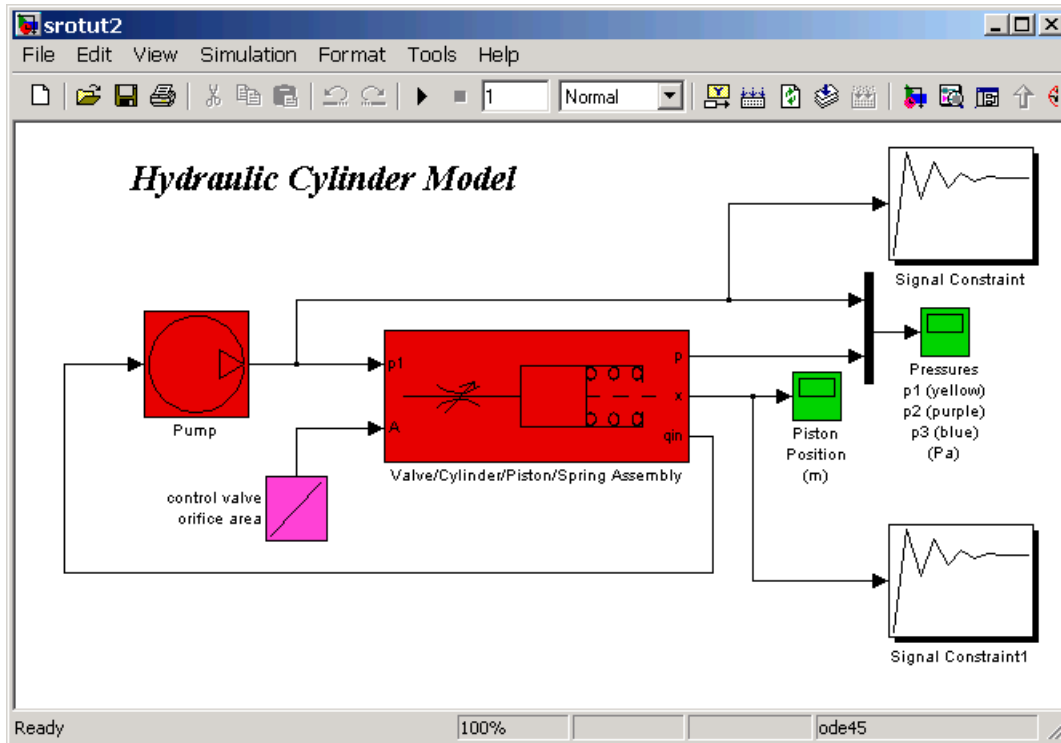 srotut2
File Edit View Simulation Format Tools Help
1 Normal
Hydraulic Cylinder Model
Signal Constraint
Pump
p1
A
p
x
qin
Valve/Cylinder/Piston/Spring Assembly
control valve
orifice area
Piston
Position
(m)
Pressures
p1 (yellow)
p2 (purple)
p3 (blue)
(Pa)
Signal Constraint1
Ready 100% ode45